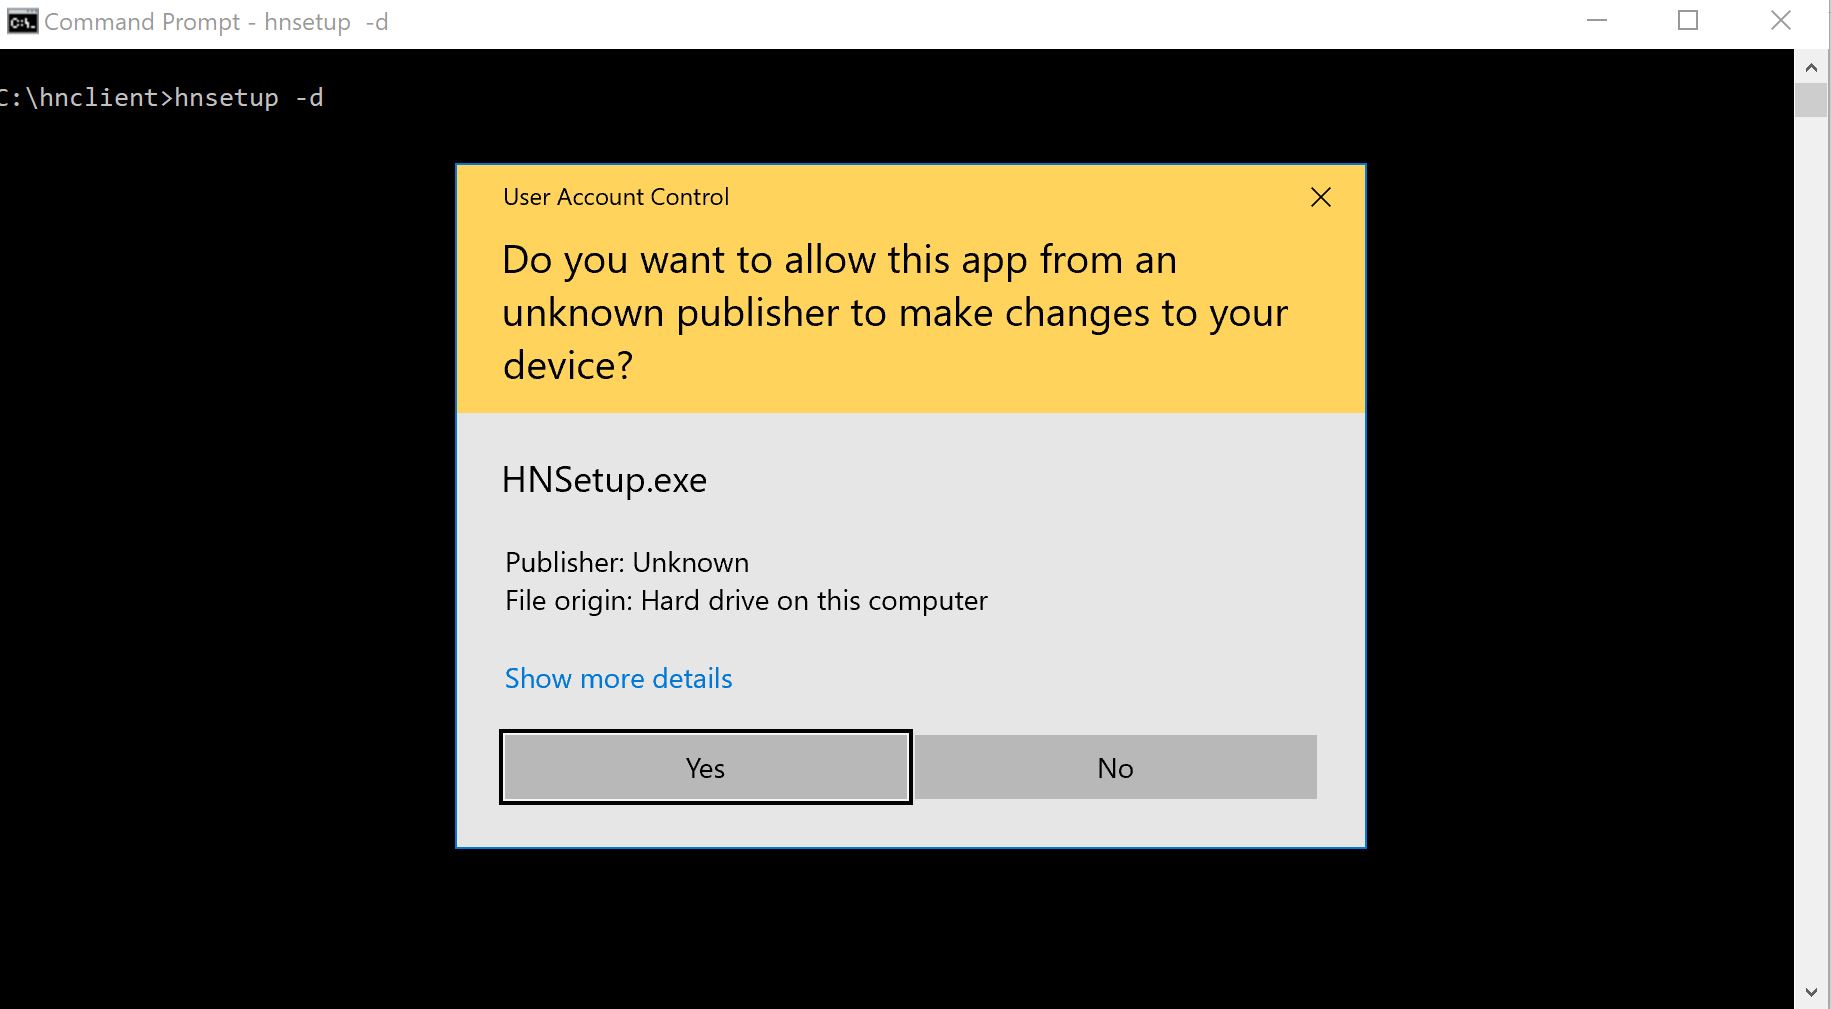 Command Prompt - hnsetup  -d
C:\hnclient>hnsetup -d
User Account Control
Do you want to allow this app from an
unknown publisher to make changes to your
device?
HNSetup.exe
Publisher: Unknown
File origin: Hard drive on this computer
Show more details
Yes
No